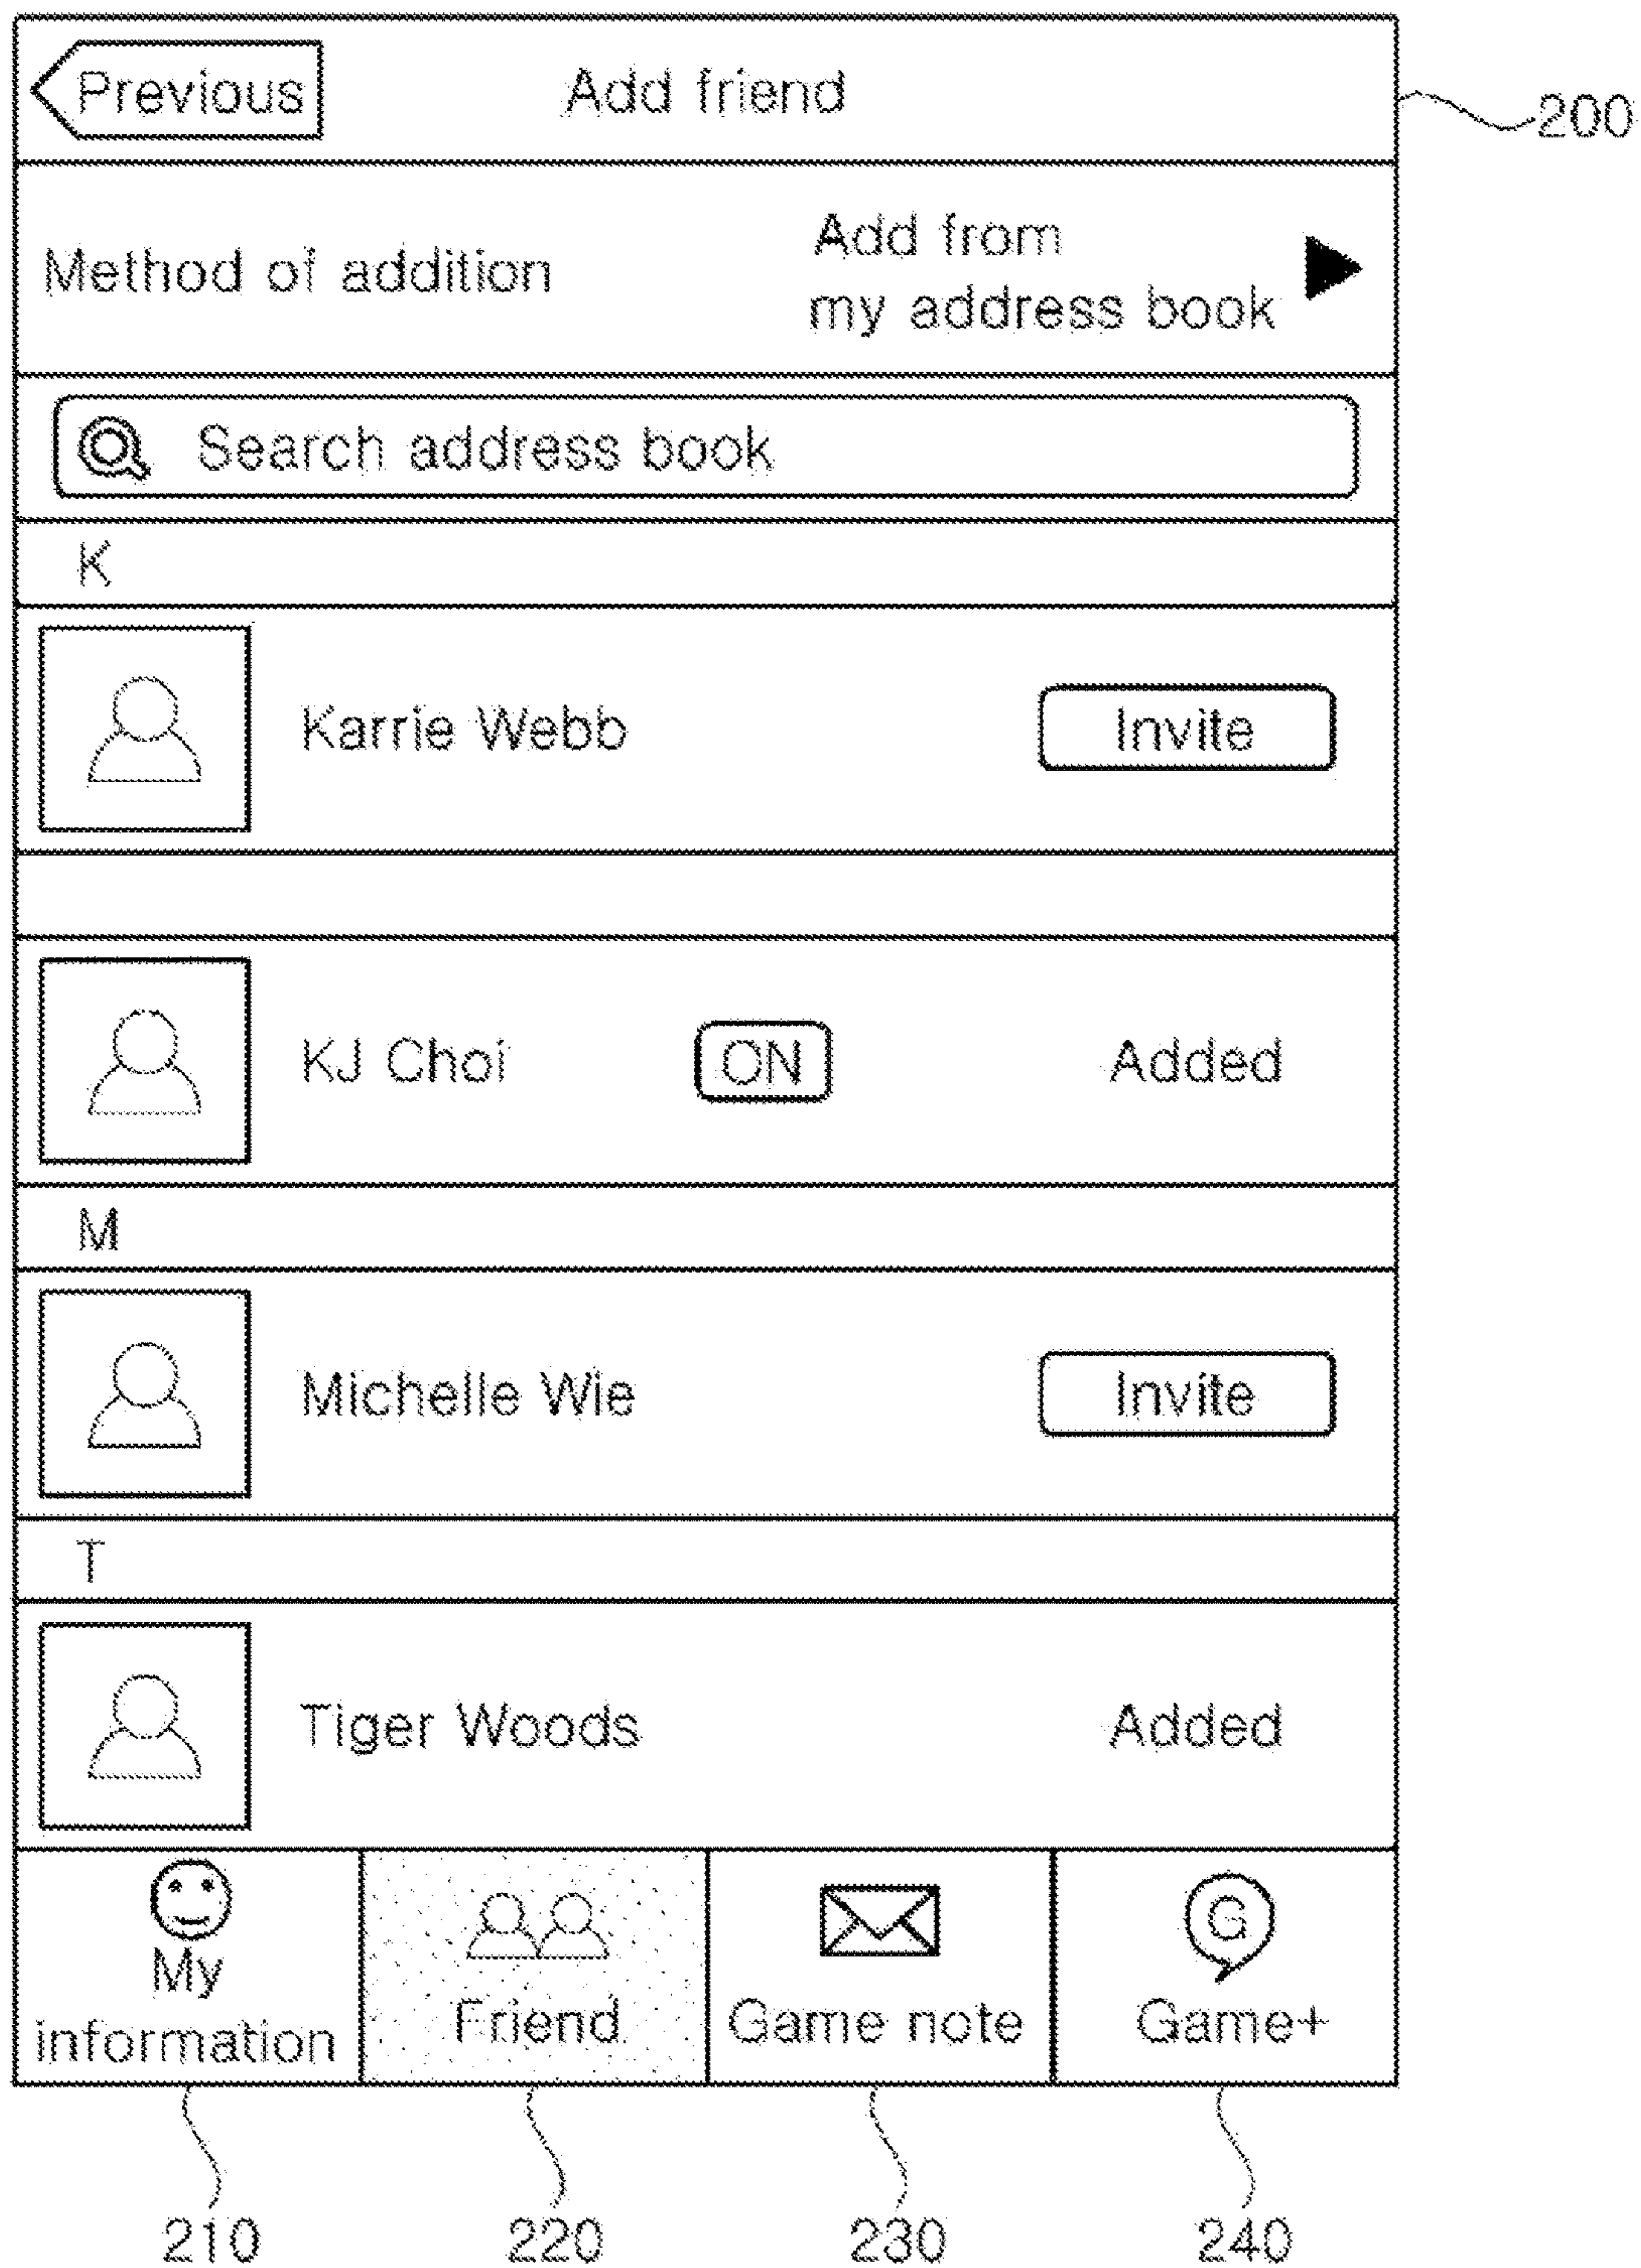 Previous
Add friend
200
Method of addition
Add from
my address book
Search address book
K
Karrie Webb
Invite
KJ Choi
ON
Added
M
Michelle Wie
Invite
T
Tiger Woods
Added
My
information
Friend
Game note
G
Game+
210
220
230
240